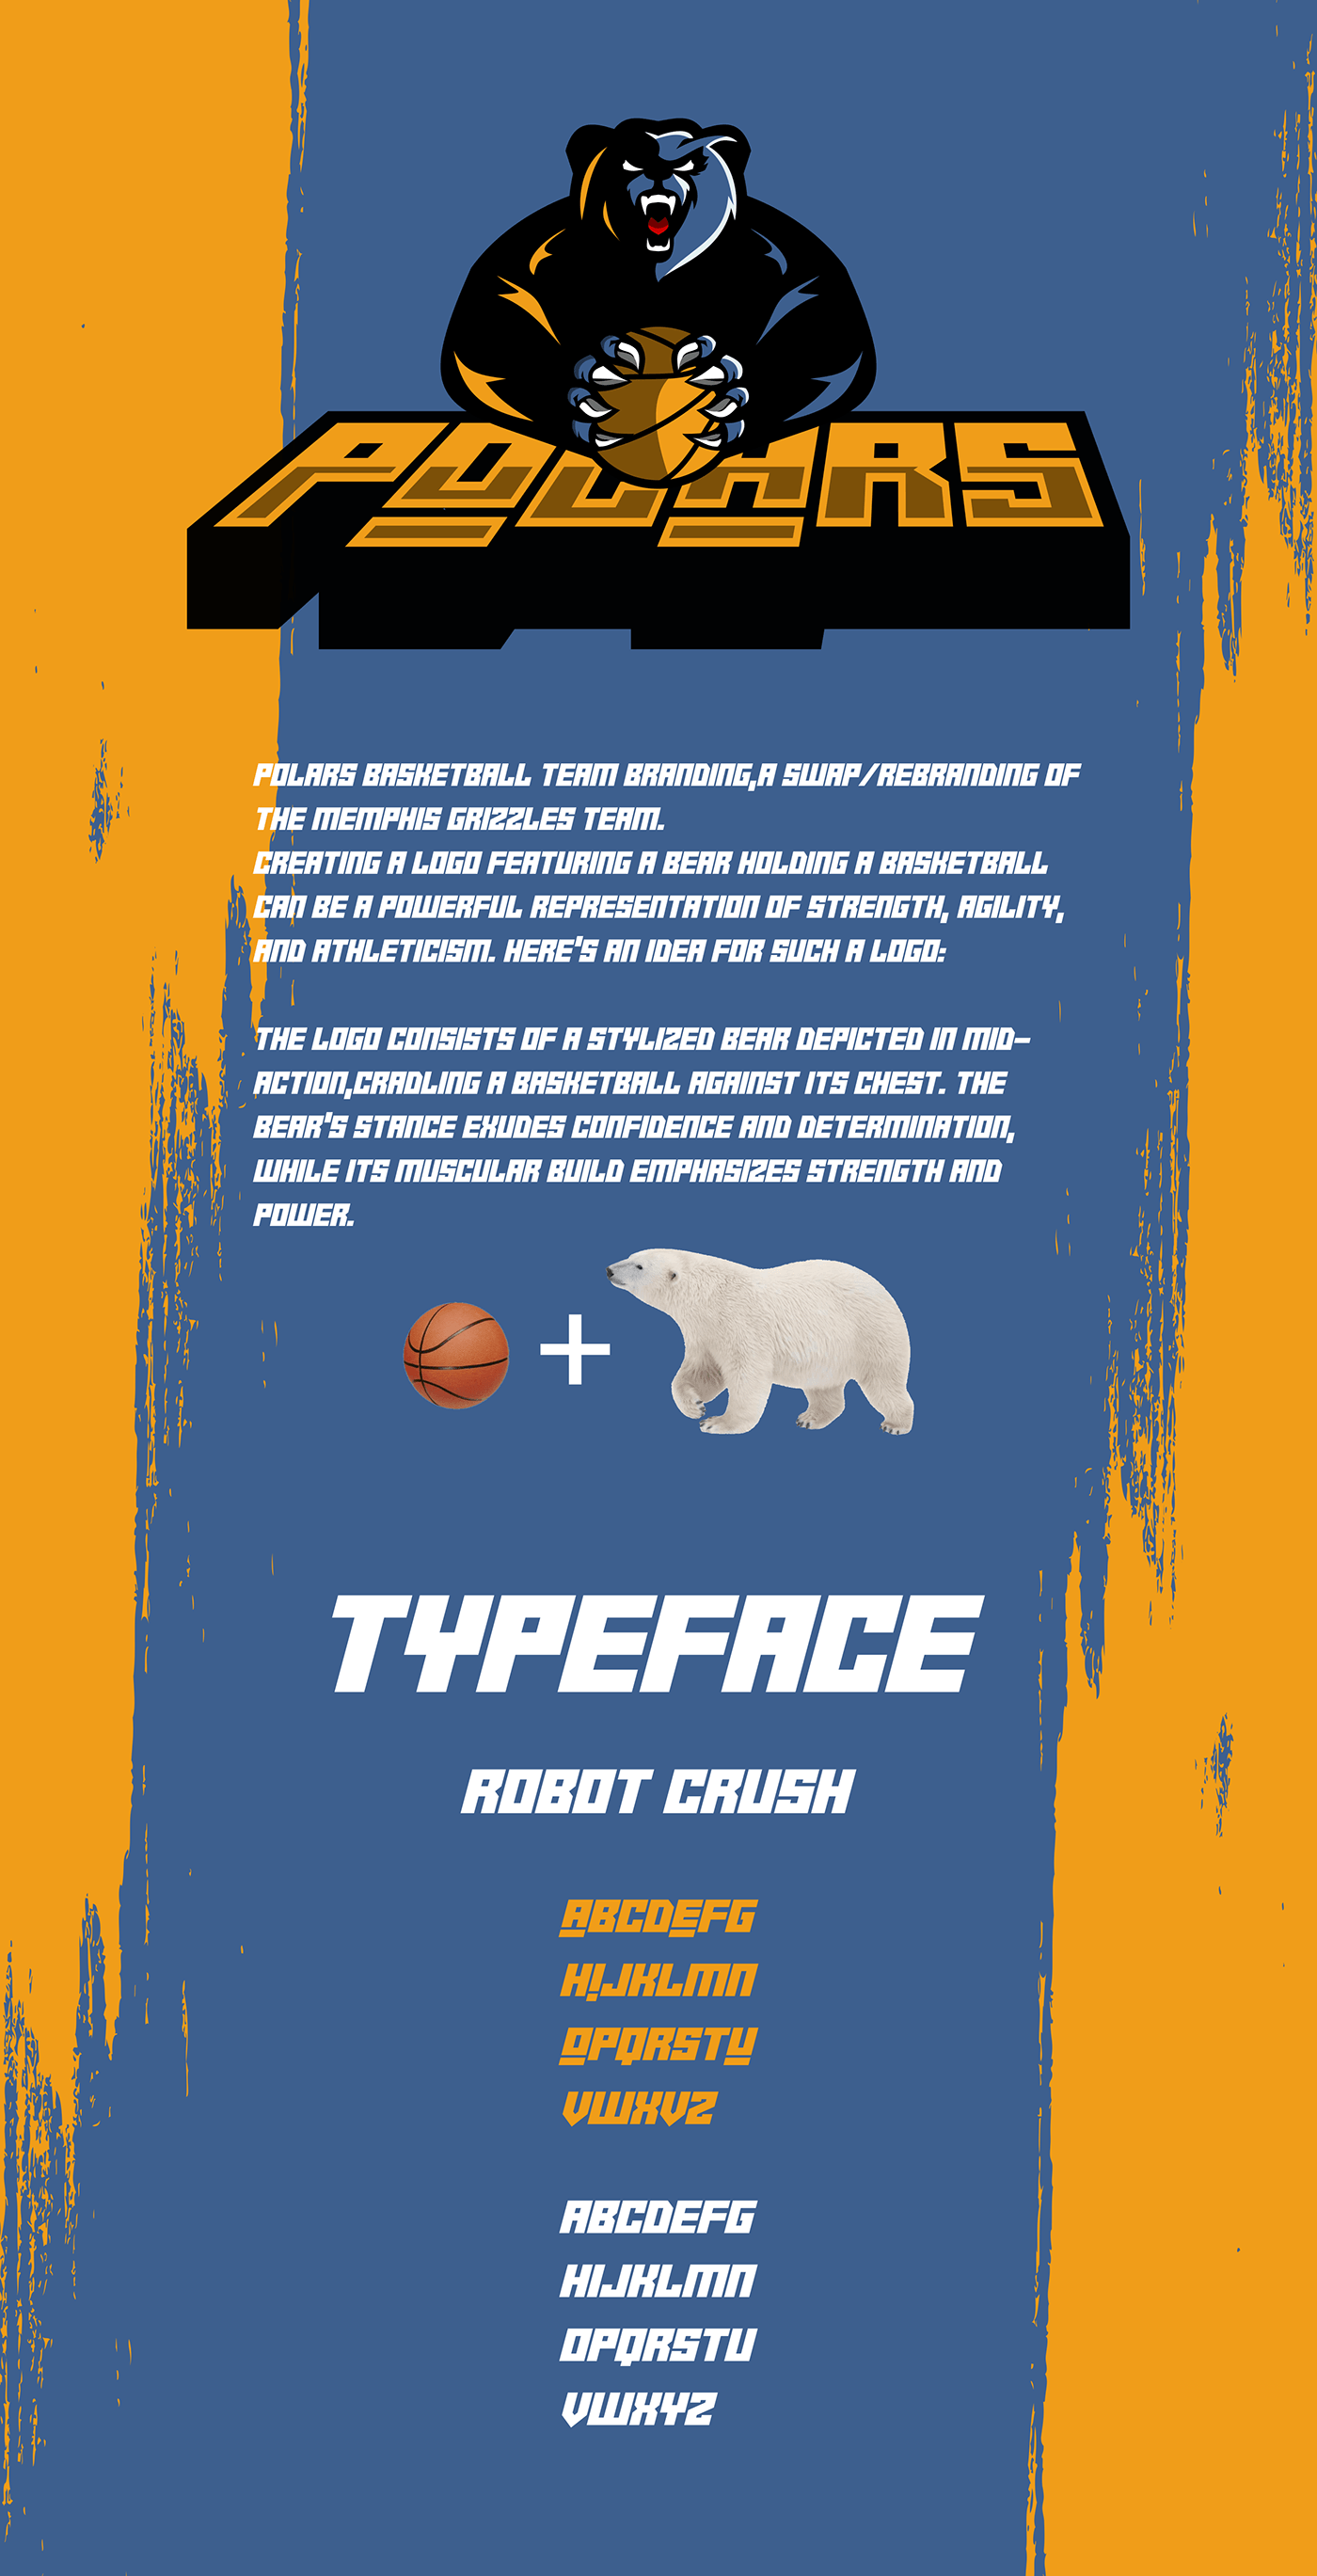 POLARS
POLARS BASKETBALL TEAM BRANDING,A SWAP/REBRANDING OF
THE MEMPHIS GRIZZLES TEAM.
CREATING A LOGO FEATURING A BEAR HOLDING A BASKETBALL
CAN BE A POWERFUL REPRESENTATION OF STRENGTH, AGILITY,
AND ATHLETICISM. HERE'S AN IDEA FOR SUCH A LOGO:
THE LOGO CONSISTS OF A STYLIZED BEAR DEPICTED IN MID-
ACTION,CRADLING A BASKETBALL AGAINST ITS CHEST. THE
BEAR'S STANCE EXUDES CONFIDENCE AND DETERMINATION,
WHILE ITS MUSCULAR BUILD EMPHASIZES STRENGTH AND
POWER.
+
TYPEFACE
ROBOT CRUSH
ABCDEFG
HIJKLMN
OPQRSTU
VWXVZ
ABCDEFG
HIJKLMN
OPQRSTU
VWXYZ